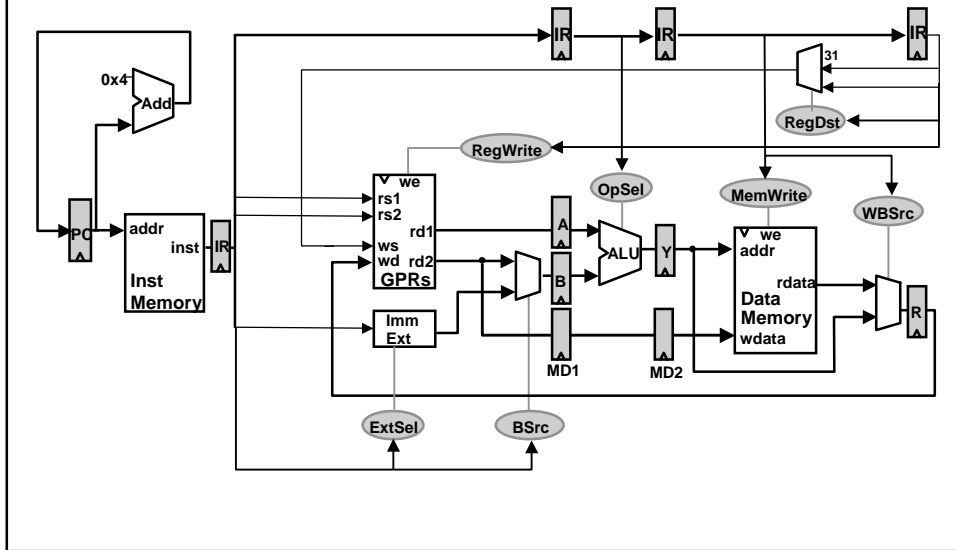 IR
IR
IR
31
0x4
Add
RegDst
RegWrite
we
OpSel
MemWrite
WBSrc
rs1
rs2
PC
addr
inst
IR
Inst
Memory
rd1
ws
wd
rd2
GPRs
A
B
ALU
Y
we
addr
rdata
Data
Memory
wdata
R
Imm
Ext
MD1
MD2
ExtSel
BSrc